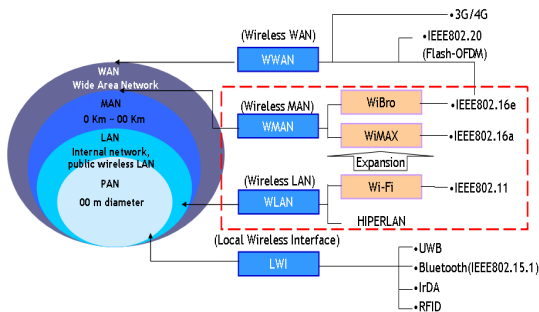 •3G/4G
(Wireless WAN)
•IEEE802.20
(Flash-OFDM)
WWAN
WAN
Wide Area Network
MAN
0 Km ~ 00 Km
LAN
Internal network,
public wireless LAN
PAN
00 m diameter
(Wireless MAN)
WMAN
WiBro
•IEEE802.16e
WiMAX
•IEEE802.16a
Expansion
(Wireless LAN)
WLAN
Wi-Fi
•IEEE802.11
HIPERLAN
(Local Wireless Interface)
LWI
•UWB
•Bluetooth(IEEE802.15.1)
•IrDA
•RFID